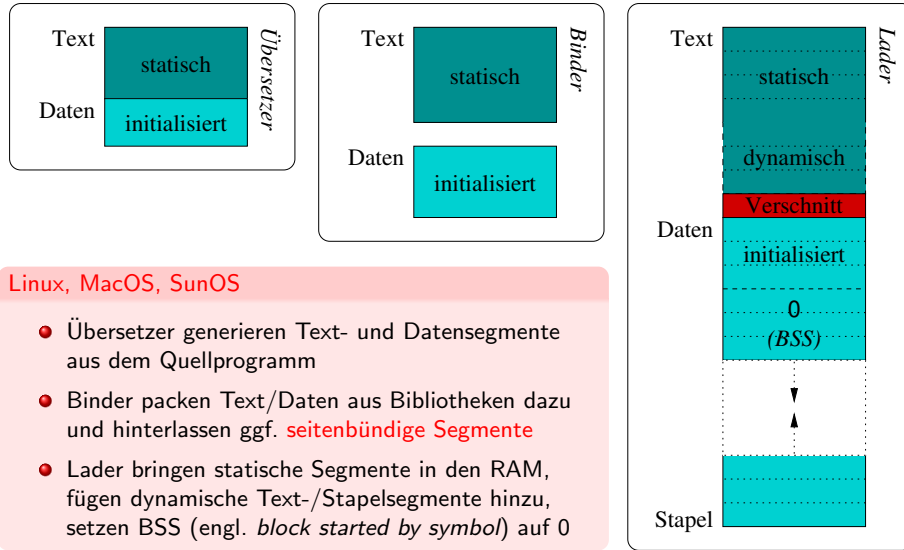 Text
statisch
Daten
initialisiert
Übersetzer
Text
statisch
Daten
initialisiert
Binder
Text
statisch
dynamisch
Verschnitt
Daten
initialisiert
0
(BSS)
Stapel
Lader
Linux, MacOS, SunOS
Übersetzer generieren Text- und Datensegmente
aus dem Quellprogramm
Binder packen Text/Daten aus Bibliotheken dazu
und hinterlassen ggf. seitenbündige Segmente
Lader bringen statische Segmente in den RAM,
fügen dynamische Text-/Stapelsegmente hinzu,
setzen BSS (engl. block started by symbol) auf 0